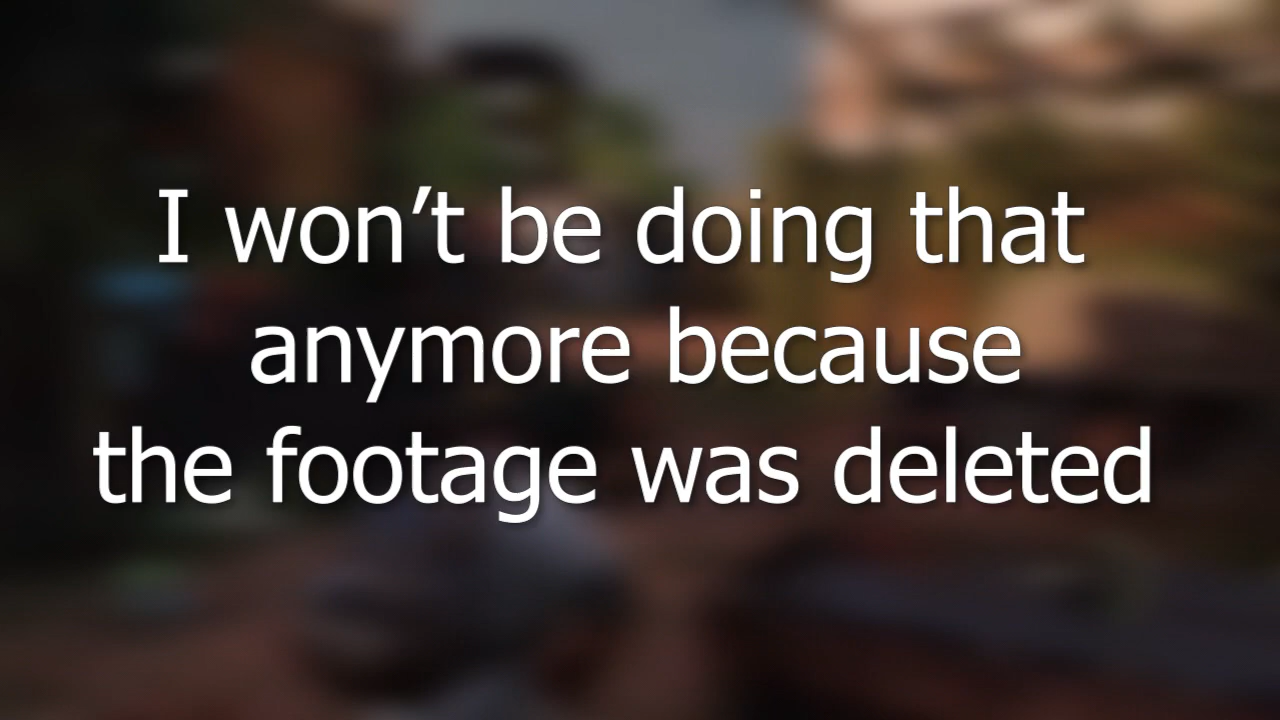 I won’t be doing that
anymore because
the footage was deleted